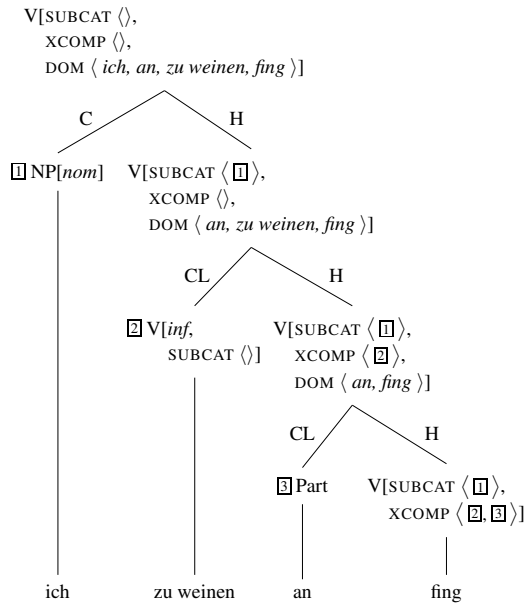 V[SUBCAT ⟨⟩,
XCOMP ⟨⟩,
DOM ⟨ ich, an, zu weinen, fing ⟩]
C H
1 NP[nom] V[SUBCAT ⟨ 1 ⟩,
XCOMP ⟨⟩,
DOM ⟨ an, zu weinen, fing ⟩]
CL H
2 V[inf, V[SUBCAT ⟨ 1 ⟩,
SUBCAT ⟨⟩] XCOMP ⟨ 2 ⟩,
DOM ⟨ an, fing ⟩]
CL H
3 Part V[SUBCAT ⟨ 1 ⟩,
XCOMP ⟨ 2, 3 ⟩]
ich zu weinen an fing